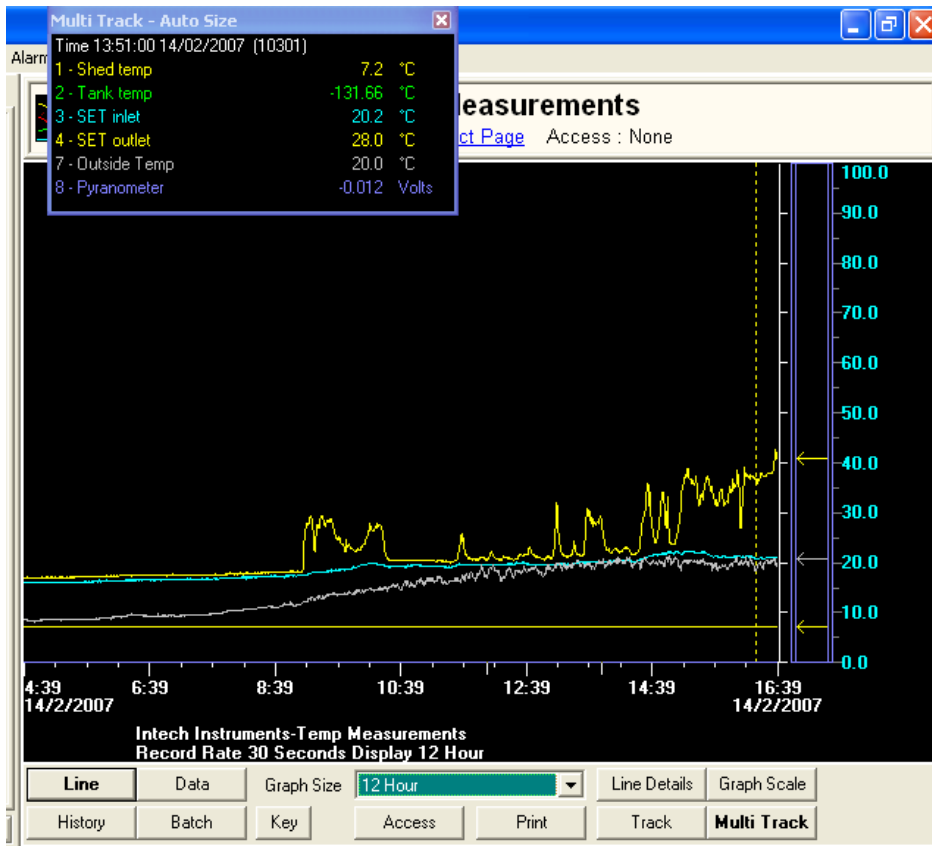 Multi Track - Auto Size
Time 13:51:00 14/02/2007 (10301)
1 - Shed temp 7.2 °C
2 - Tank temp -131.66 °C
3 - SET inlet 20.2 °C
4 - SET outlet 28.0 °C
7 - Outside Temp 20.0 °C
8 - Pyranometer -0.012 Volts
Alarm
easurements
ct Page Access : None
100.0
90.0
80.0
70.0
60.0
50.0
40.0
30.0
20.0
10.0
0.0
4:39 6:39 8:39 10:39 12:39 14:39 16:39
14/2/2007 14/2/2007
Intech Instruments-Temp Measurements
Record Rate 30 Seconds Display 12 Hour
Line Data Graph Size 12 Hour Line Details Graph Scale
History Batch Key Access Print Track Multi Track